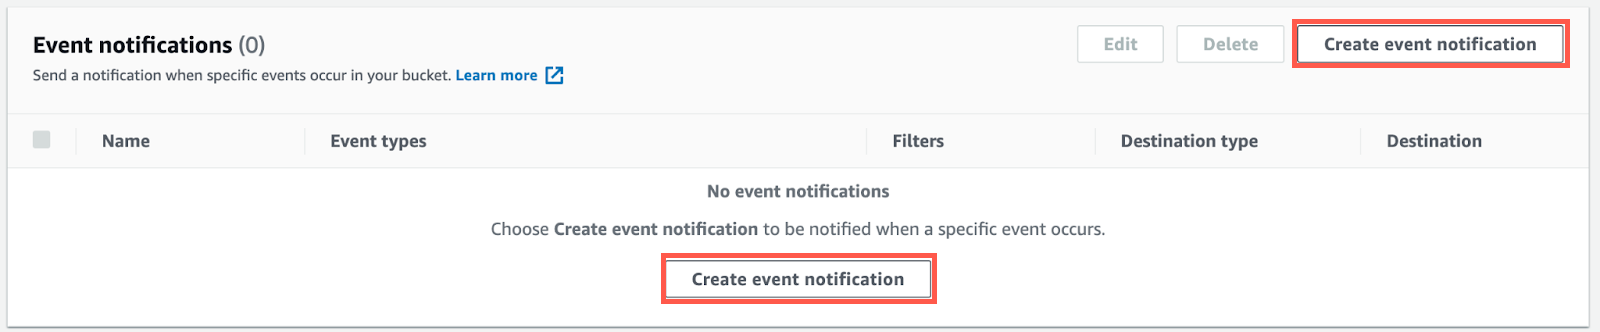 Event notifications (0)
Edit
Delete
Create event notification
Send a notification when specific events occur in your bucket. Learn more
Name
Event types
Filters
Destination type
Destination
No event notifications
Choose Create event notification to be notified when a specific event occurs.
Create event notification